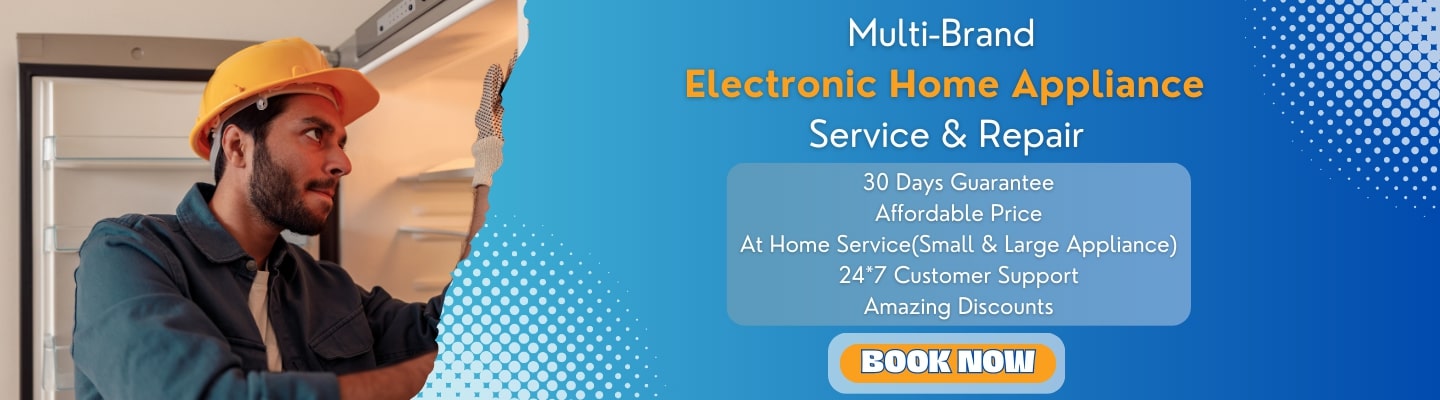 Multi-Brand
Electronic Home Appliance
Service & Repair
30 Days Guarantee
Affordable Price
At Home Service(Small & Large Appliance)
24*7 Customer Support
Amazing Discounts
BOOK NOW